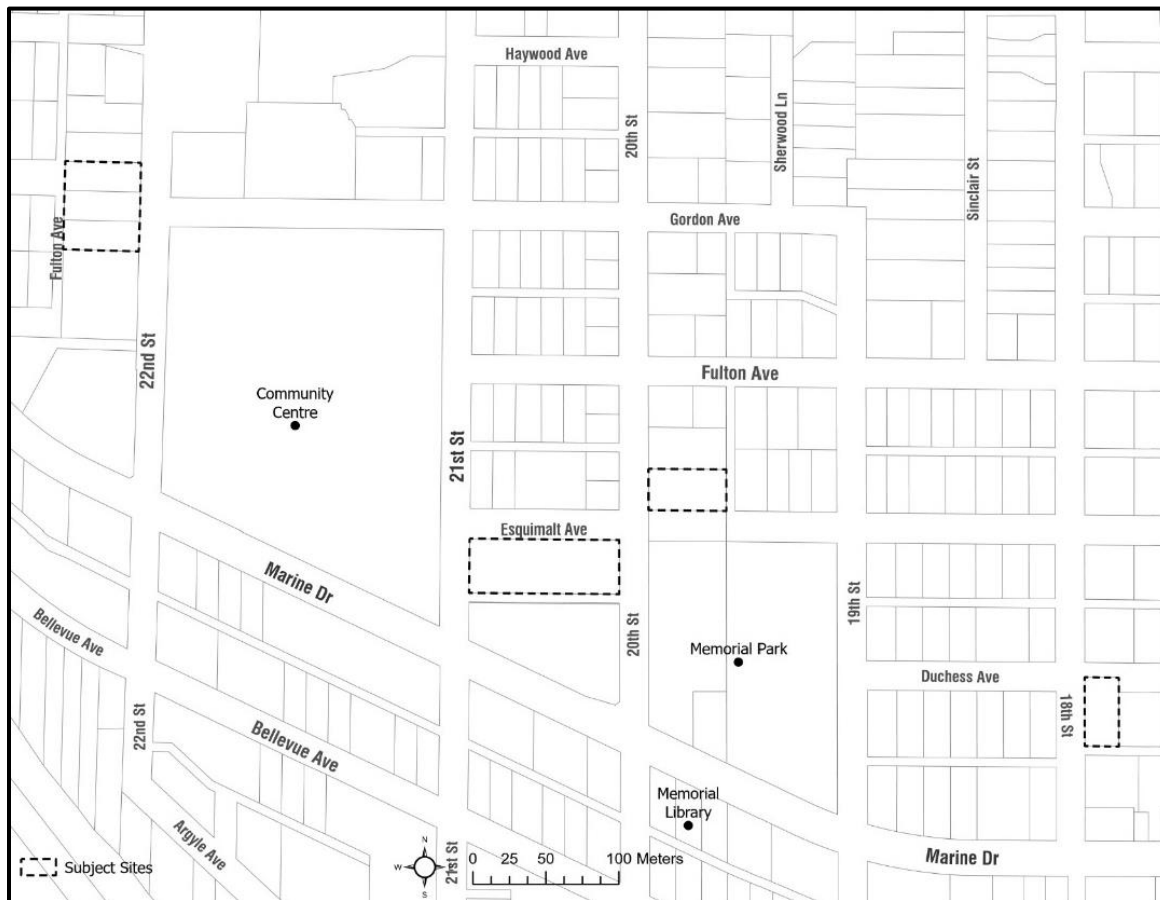 Haywood Ave
20th St
Sherwood Ln
Sinclair St
Gordon Ave
Fulton Ave
22nd St
Fulton Ave
Community
Centre
21st St
Esquimalt Ave
Marine Dr
19th St
20th St
Memorial Park
Duchess Ave
18th St
Bellevue Ave
22nd St
Bellevue Ave
Memorial
Library
Argyle Ave
21st St
Marine Dr
Subject Sites
N
W E
S
0 25 50 100 Meters